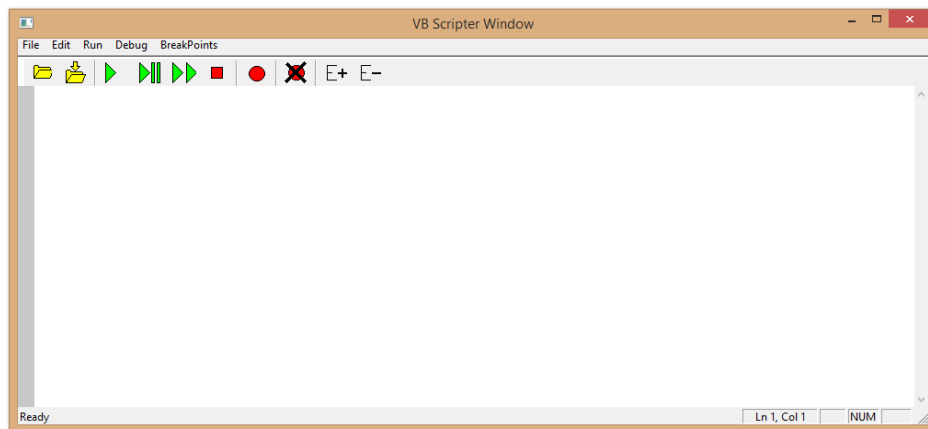 VB Scripter Window
File Edit Run Debug BreakPoints
E+ E−
Ready Ln 1, Col 1 NUM